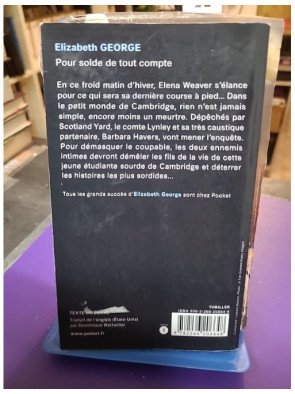 Elizabeth GEORGE
Pour solde de tout compte
En ce froid matin d'hiver, Elena Weaver s'élance
pour ce qui sera sa dernière course à pied... Dans
le petit monde de Cambridge, rien n'est jamais
simple, encore moins un meurtre. Dépêchés par
Scotland Yard, le comte Lynley et sa très caustique
partenaire, Barbara Havers, vont mener l'enquête.
Pour démasquer le coupable, les deux ennemis
intimes devront démêler les fils de la vie de cette
jeune étudiante sourde de Cambridge et déterrer
les histoires les plus sordides...
Tous les grands succès d'Elizabeth George sont chez Pocket
TEXTE
Traduit de l'anglais (États-Unis)
par Dominique Wattwiller
www.pocket.fr
THRILLER